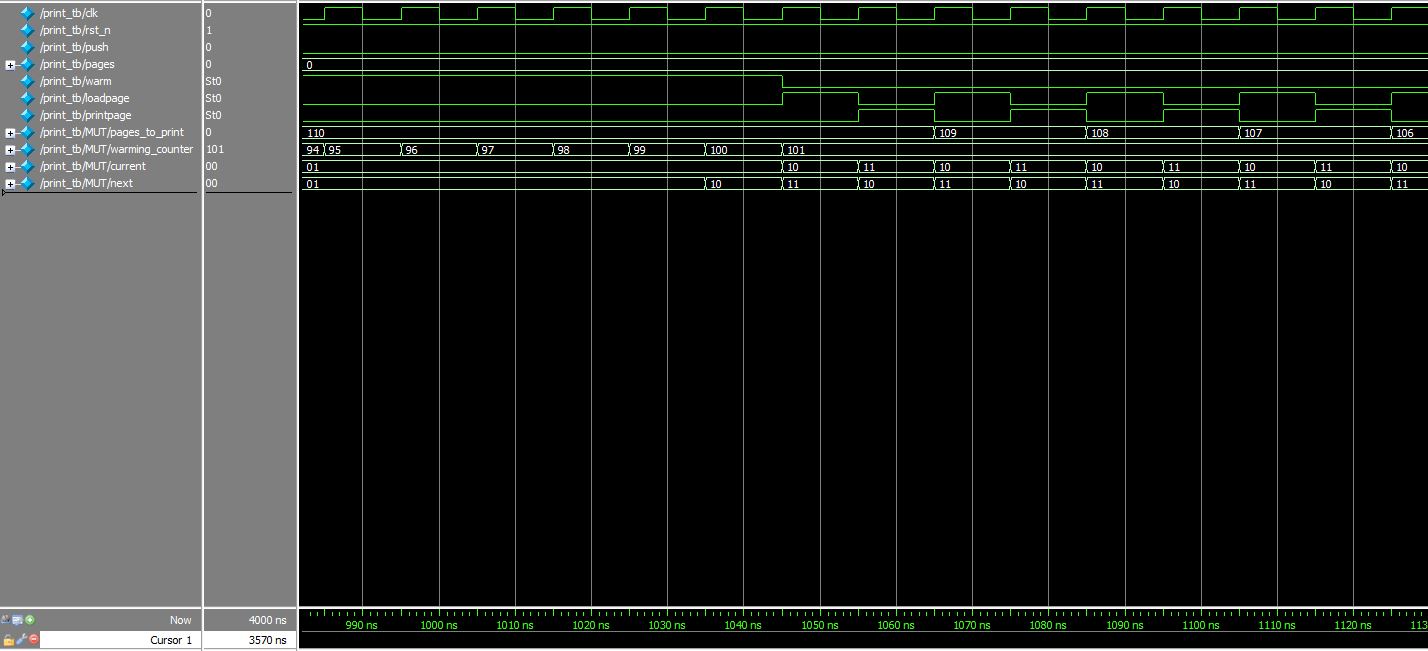 /print_tb/clk 0
/print_tb/rst_n 1
/print_tb/push 0
/print_tb/pages 0 0
/print_tb/warm St0
/print_tb/loadpage St0
/print_tb/printpage St0
/print_tb/MUT/pages_to_print 0 110 109 108 107 106
/print_tb/MUT/warming_counter 101 94 95 96 97 98 99 100 101
/print_tb/MUT/current 00 01 10 11 10 11 10 11 10 11 10
/print_tb/MUT/next 00 01 10 11 10 11 10 11 10 11 10 11
Now 4000 ns
990 ns 1000 ns 1010 ns 1020 ns 1030 ns 1040 ns 1050 ns 1060 ns 1070 ns 1080 ns 1090 ns 1100 ns 1110 ns 1120 ns 113
Cursor 1 3570 ns